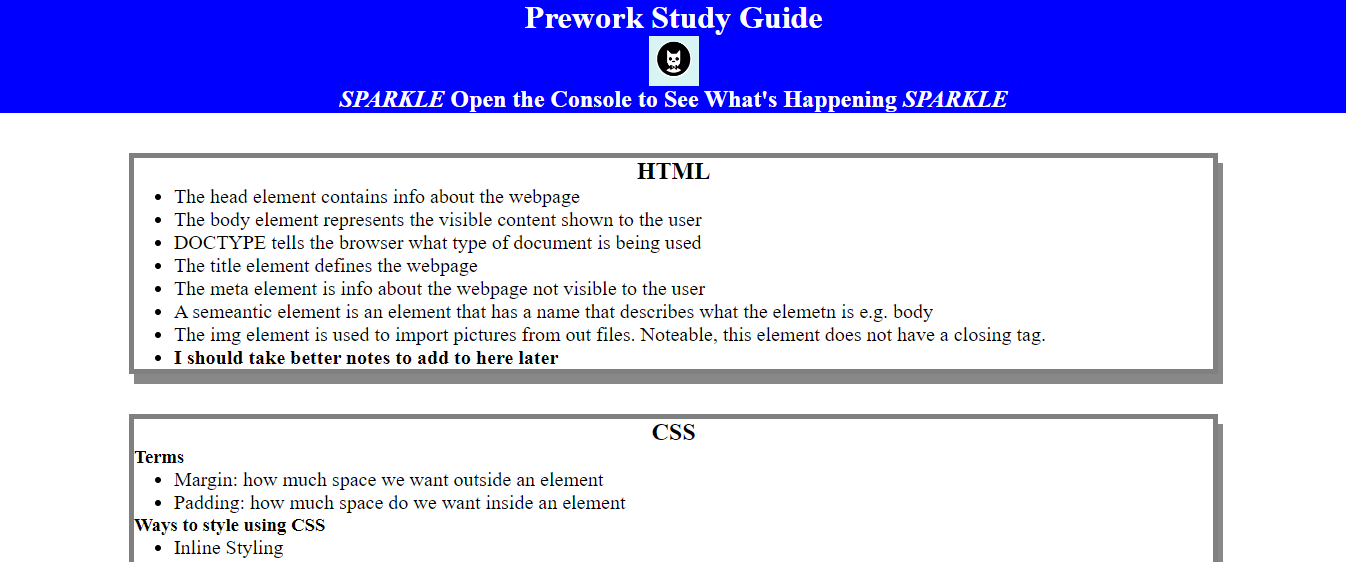 Prework Study Guide
SPARKLE Open the Console to See What's Happening SPARKLE
HTML
The head element contains info about the webpage
The body element represents the visible content shown to the user
DOCTYPE tells the browser what type of document is being used
The title element defines the webpage
The meta element is info about the webpage not visible to the user
A semeantic element is an element that has a name that describes what the elemetn is e.g. body
The img element is used to import pictures from out files. Noteable, this element does not have a closing tag.
I should take better notes to add to here later
CSS
Terms
Margin: how much space we want outside an element
Padding: how much space do we want inside an element
Ways to style using CSS
Inline Styling